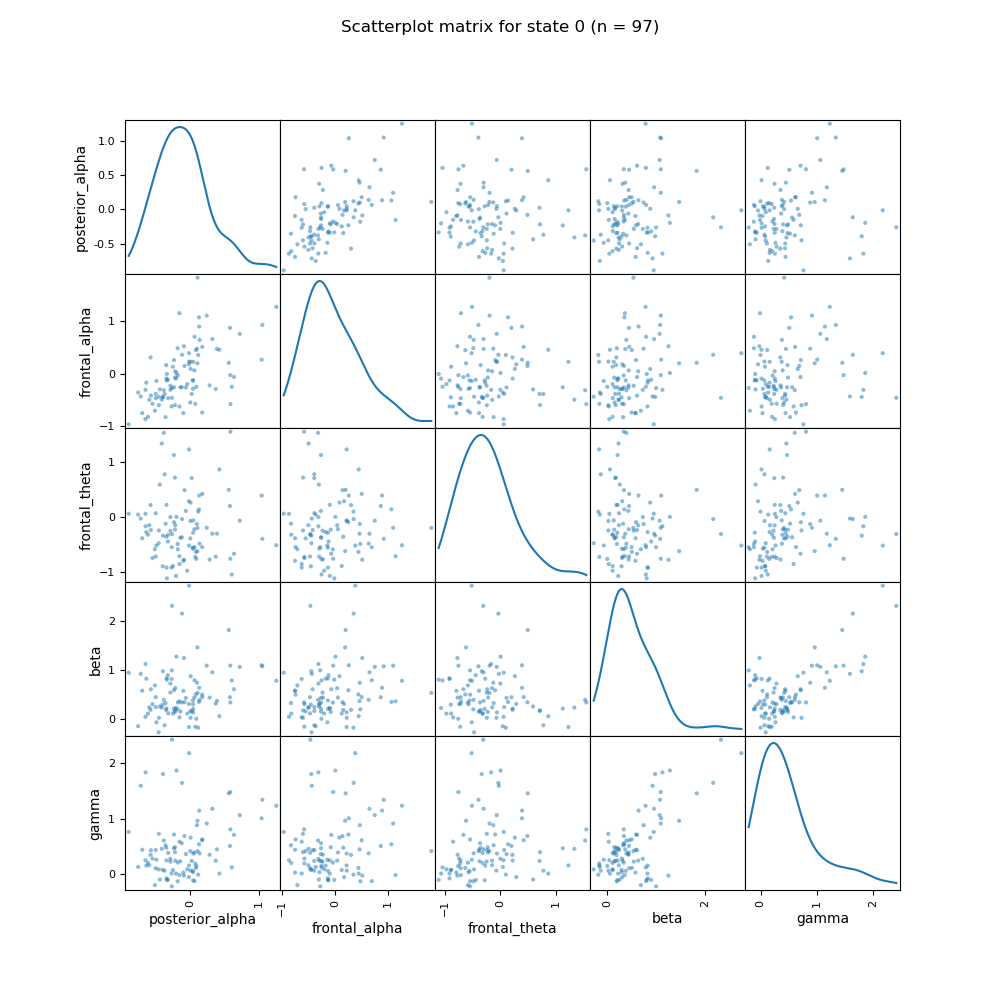 Scatterplot matrix for state 0 (n = 97)
posterior_alpha
1.0
0.5
0.0
−0.5
frontal_alpha
1
0
−1
frontal_theta
1
0
−1
beta
2
1
0
gamma
2
1
0
0 1 −1 0 1 −1 0 1 0 2 0 1 2
posterior_alpha frontal_alpha frontal_theta beta gamma